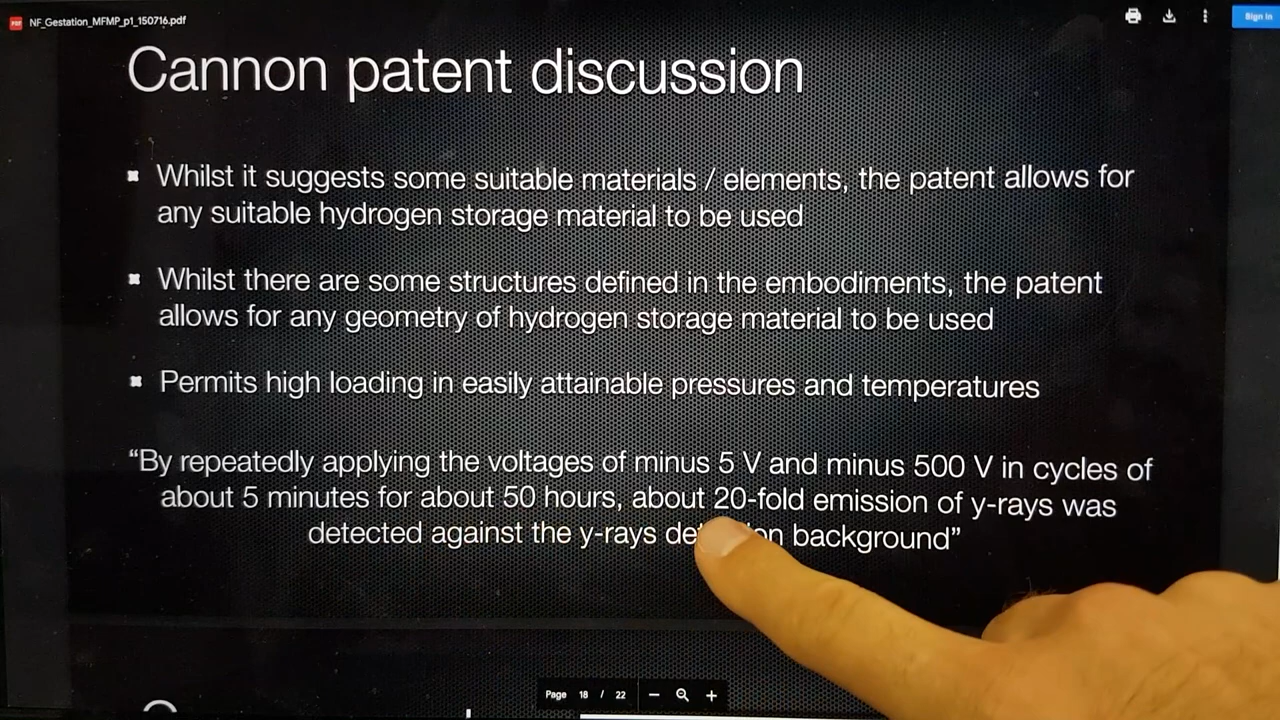 NF_Gestation_MFMP_p1_150716.pdf
Sign in
Cannon patent discussion
Whilst it suggests some suitable materials / elements, the patent allows for
any suitable hydrogen storage material to be used
Whilst there are some structures defined in the embodiments, the patent
allows for any geometry of hydrogen storage material to be used
Permits high loading in easily attainable pressures and temperatures
“By repeatedly applying the voltages of minus 5 V and minus 500 V in cycles of
about 5 minutes for about 50 hours, about 20-fold emission of y-rays was
detected against the y-rays background”
Page 18 / 22